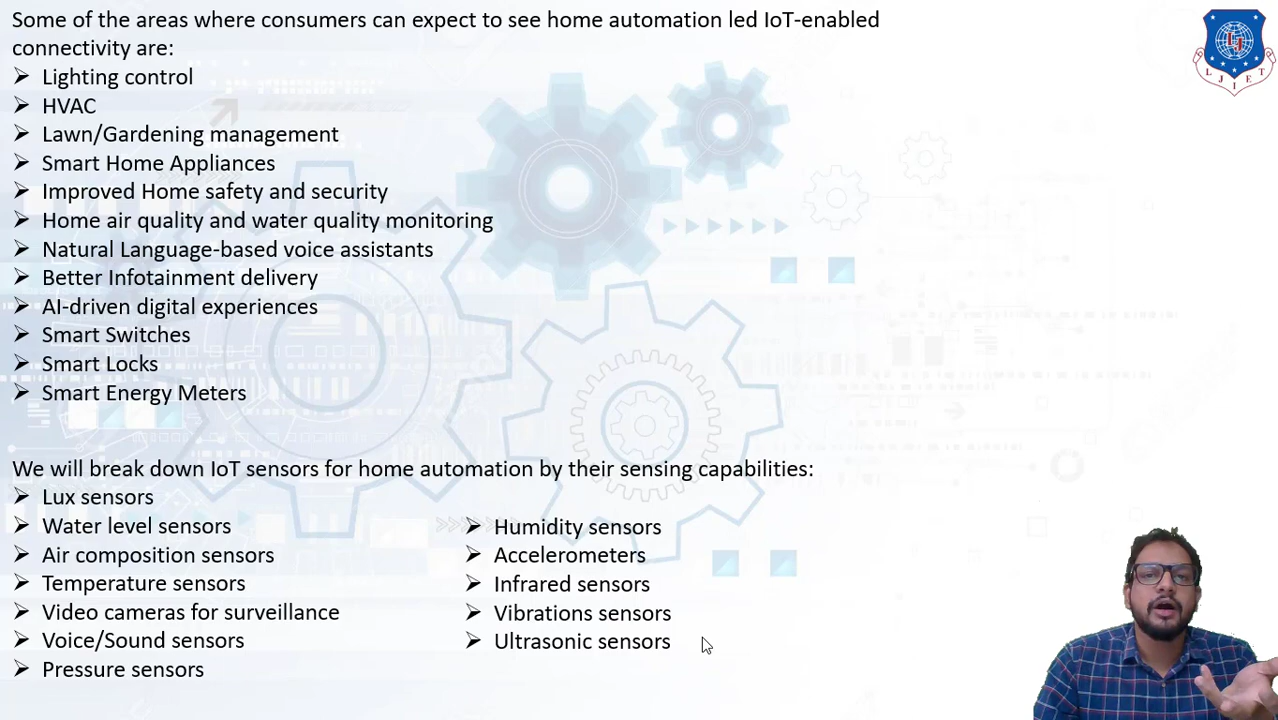 Some of the areas where consumers can expect to see home automation led IoT-enabled
connectivity are:
➢ Lighting control
➢ HVAC
➢ Lawn/Gardening management
➢ Smart Home Appliances
➢ Improved Home safety and security
➢ Home air quality and water quality monitoring
➢ Natural Language-based voice assistants
➢ Better Infotainment delivery
➢ AI-driven digital experiences
➢ Smart Switches
➢ Smart Locks
➢ Smart Energy Meters
We will break down IoT sensors for home automation by their sensing capabilities:
➢ Lux sensors
➢ Water level sensors
➢ Air composition sensors
➢ Temperature sensors
➢ Video cameras for surveillance
➢ Voice/Sound sensors
➢ Pressure sensors
➢ Humidity sensors
➢ Accelerometers
➢ Infrared sensors
➢ Vibrations sensors
➢ Ultrasonic sensors
LJ
LJIET